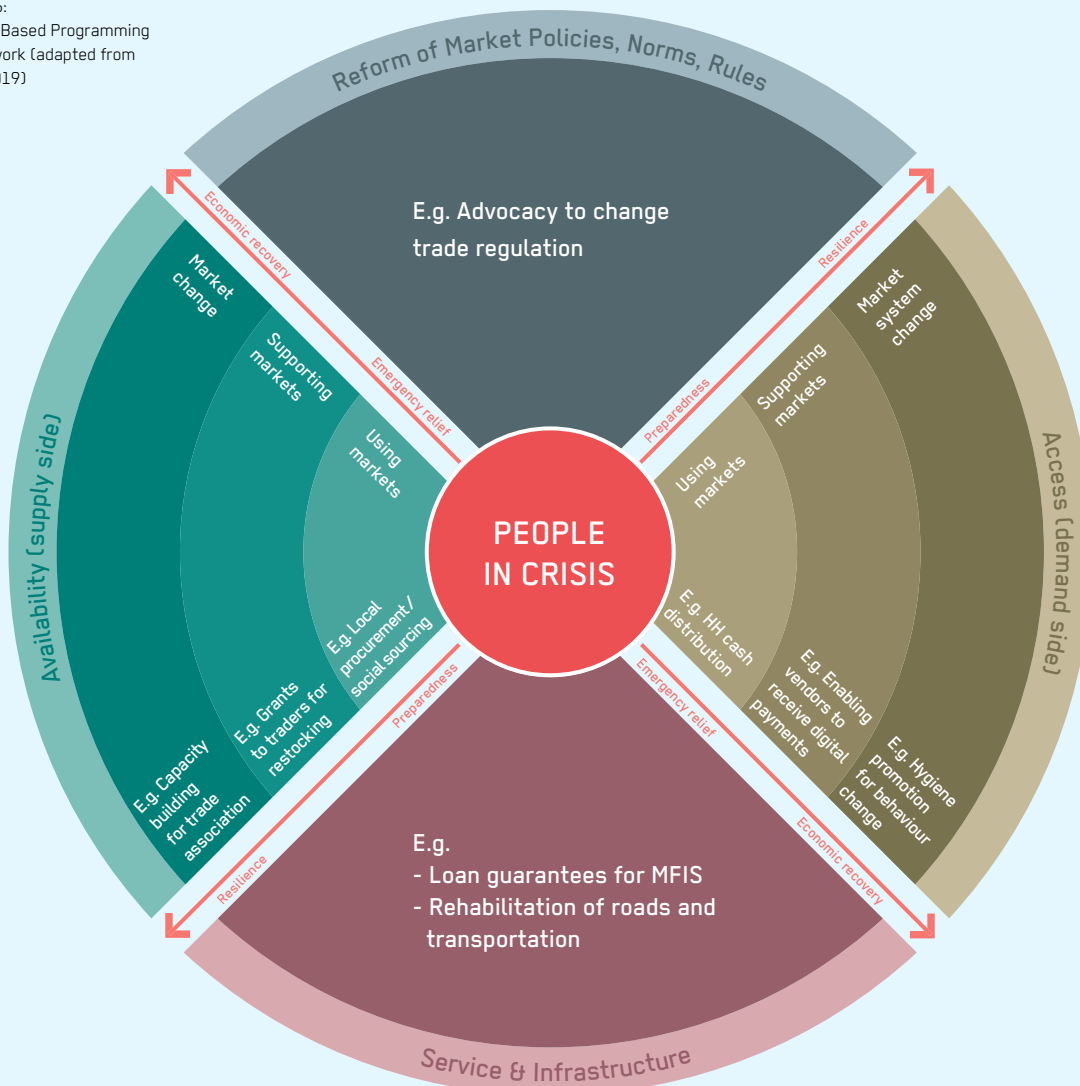 Based Programming
work (adapted from
019)
Reform of Market Policies, Norms, Rules
E.g. Advocacy to change
trade regulation
Economic recovery
Emergency relief
Resilience
Preparedness
Availability (supply side)
Market
change
Supporting
markets
Using
markets
E.g. Local
procurement/
social sourcing
E.g. Grants
to traders for
restocking
E.g. Capacity
building
for trade
association
PEOPLE
IN CRISIS
Access (demand side)
Market
system
change
Supporting
markets
Using
markets
E.g. HH cash
distribution
E.g. Enabling
vendors to
receive digital
payments
E.g. Hygiene
promotion
for behaviour
change
Preparedness
Resilience
Emergency relief
Economic recovery
E.g.
- Loan guarantees for MFIS
- Rehabilitation of roads and
transportation
Service & Infrastructure